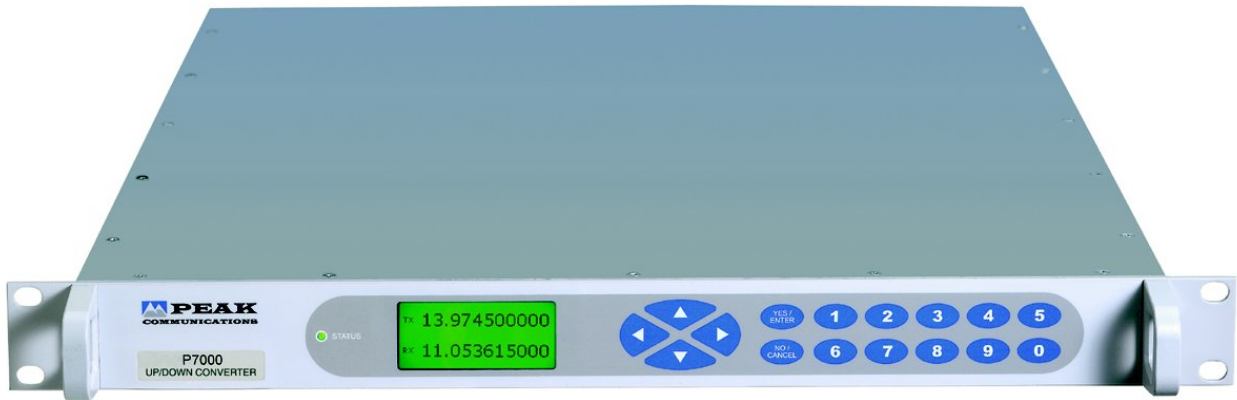 PEAK
COMMUNICATIONS
P7000
UP/DOWN CONVERTER
STATUS
TX 13.974500000
RX 11.053615000
YES / ENTER 1 2 3 4 5
NO / CANCEL 6 7 8 9 0